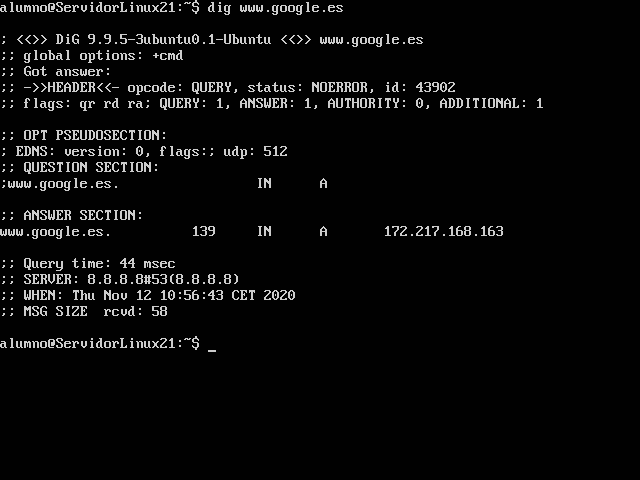 alumno@ServidorLinux21:~$ dig www.google.es
; <<>> DiG 9.9.5-3ubuntu0.1-Ubuntu <<>> www.google.es
;; global options: +cmd
;; Got answer:
;; ->>HEADER<<- opcode: QUERY, status: NOERROR, id: 43902
;; flags: qr rd ra; QUERY: 1, ANSWER: 1, AUTHORITY: 0, ADDITIONAL: 1
;; OPT PSEUDOSECTION:
; EDNS: version: 0, flags:; udp: 512
;; QUESTION SECTION:
;www.google.es. IN A
;; ANSWER SECTION:
www.google.es. 139 IN A 172.217.168.163
;; Query time: 44 msec
;; SERVER: 8.8.8.8#53(8.8.8.8)
;; WHEN: Thu Nov 12 10:56:43 CET 2020
;; MSG SIZE  rcvd: 58
alumno@ServidorLinux21:~$ _